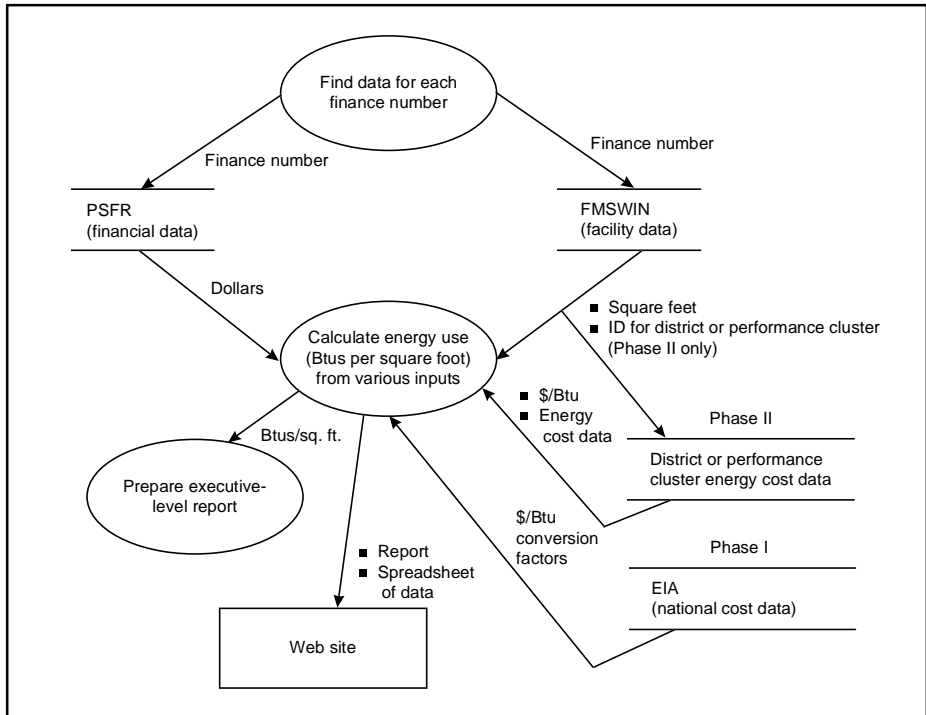 Find data for each
finance number
Finance number
Finance number
PSFR
(financial data)
FMSWIN
(facility data)
Dollars
■ Square feet
■ ID for district or performance cluster
(Phase II only)
Calculate energy use
(Btus per square foot)
from various inputs
■ $/Btu
■ Energy
cost data
Phase II
District or performance
cluster energy cost data
Btus/sq. ft.
Prepare executive-
level report
$/Btu
conversion
factors
Phase I
EIA
(national cost data)
■ Report
■ Spreadsheet
of data
Web site